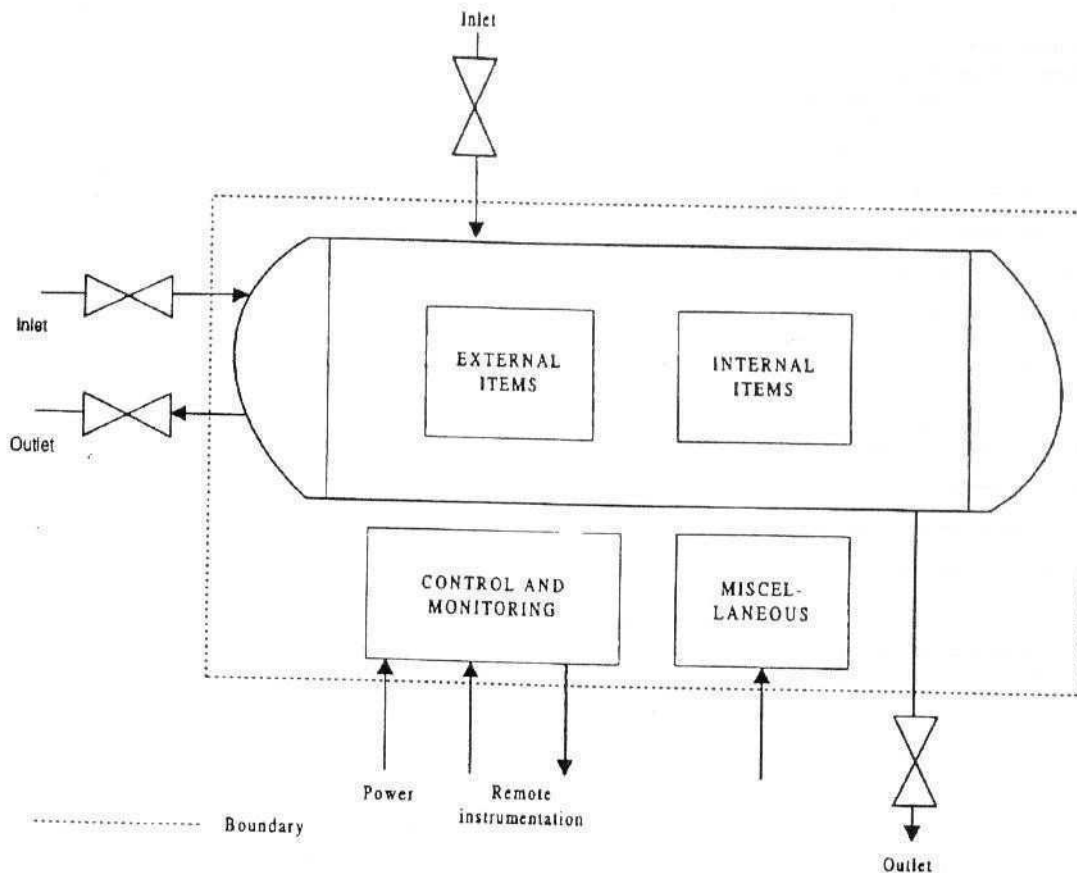 Inlet
Inlet
Outlet
EXTERNAL
ITEMS
INTERNAL
ITEMS
CONTROL AND
MONITORING
MISCEL-
LANEOUS
Power
Remote
instrumentation
Boundary
Outlet